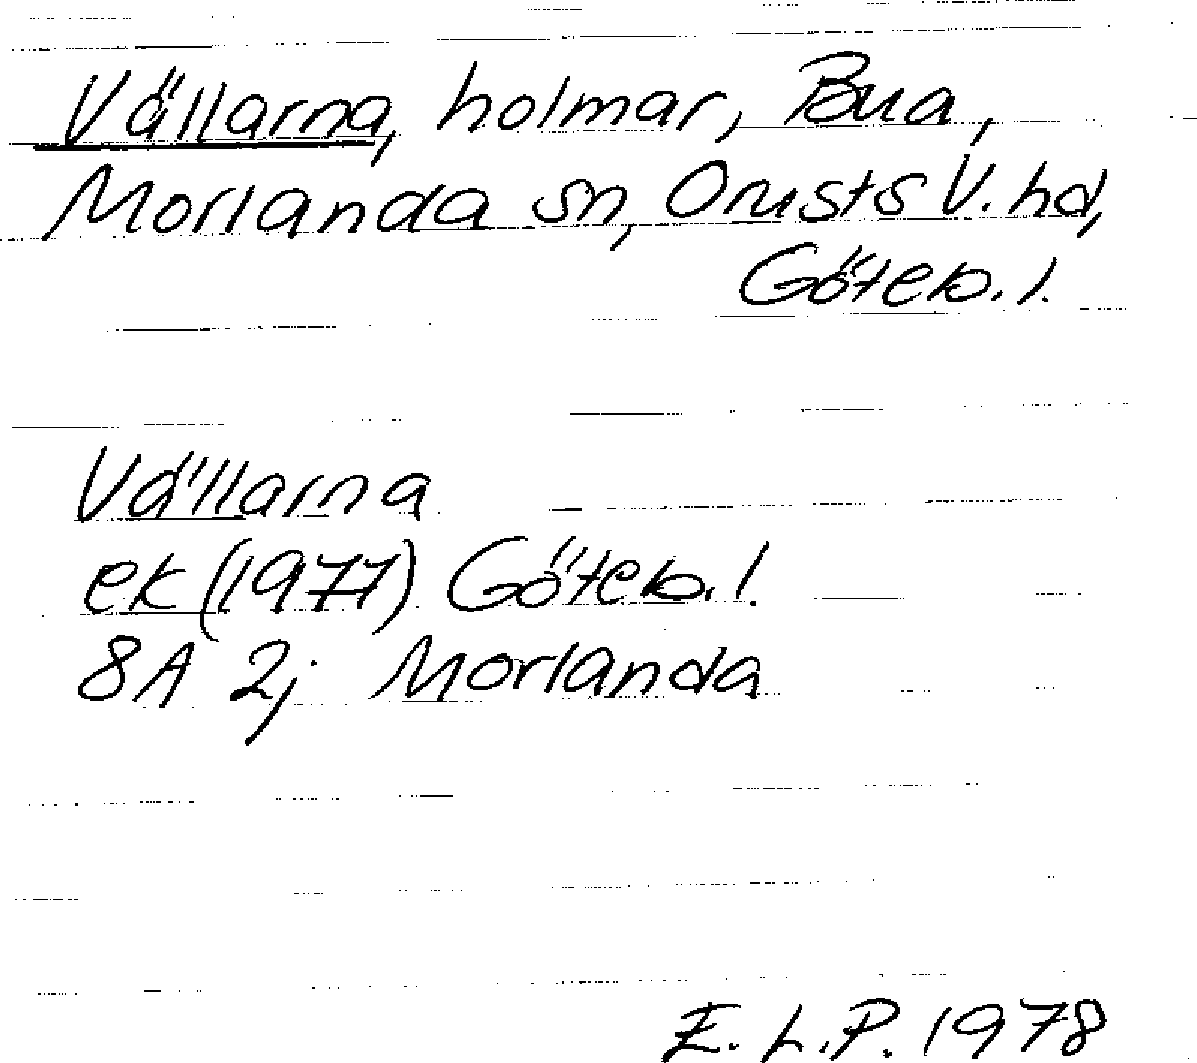 Vällarna, holmar, Bua,
Morlanda sn, Orusts V. hd,
Göteb. l.
Vällarna
ek (1977) Göteb. l.
8A 2j Morlanda
E. L. P. 1978